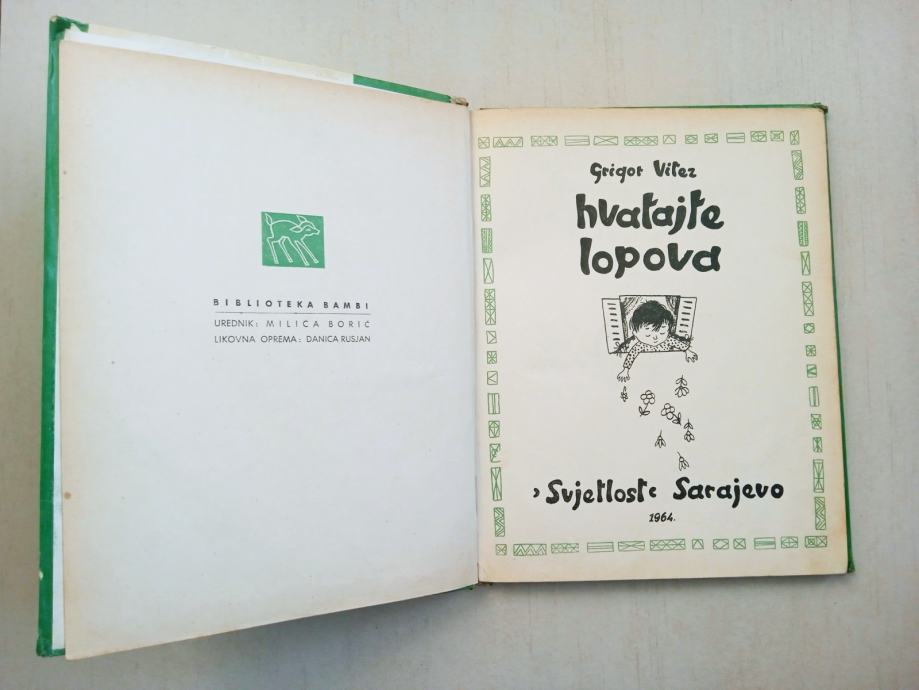 BIBLIOTEKA BAMBI
UREDNIK: MILICA BORIĆ
LIKOVNA OPREMA: DANICA RUSJAN
Grigor Vitez
hvatajte
lopova
›Svjetlost‹ Sarajevo
1964.